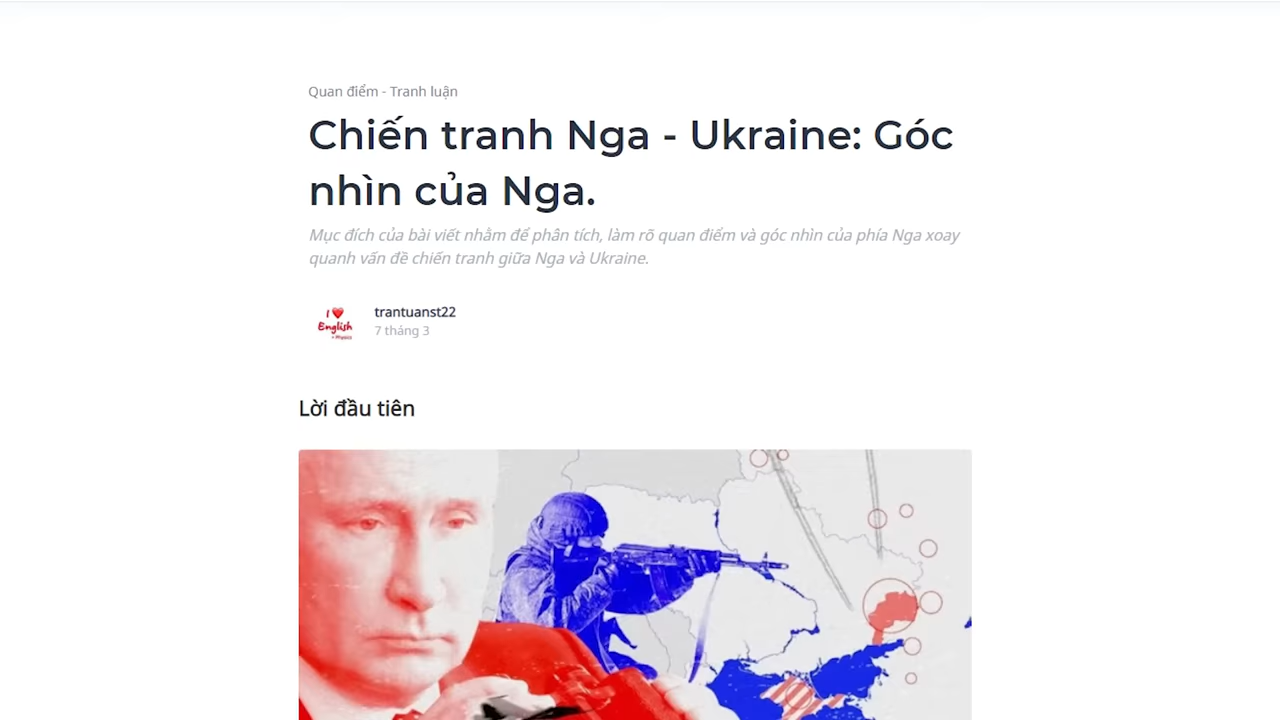 Quan điểm - Tranh luận
Chiến tranh Nga - Ukraine: Góc
nhìn của Nga.
Mục đích của bài viết nhằm để phân tích, làm rõ quan điểm và góc nhìn của phía Nga xoay
quanh vấn đề chiến tranh giữa Nga và Ukraine.
I
English
trantuanst22
7 tháng 3
Lời đầu tiên